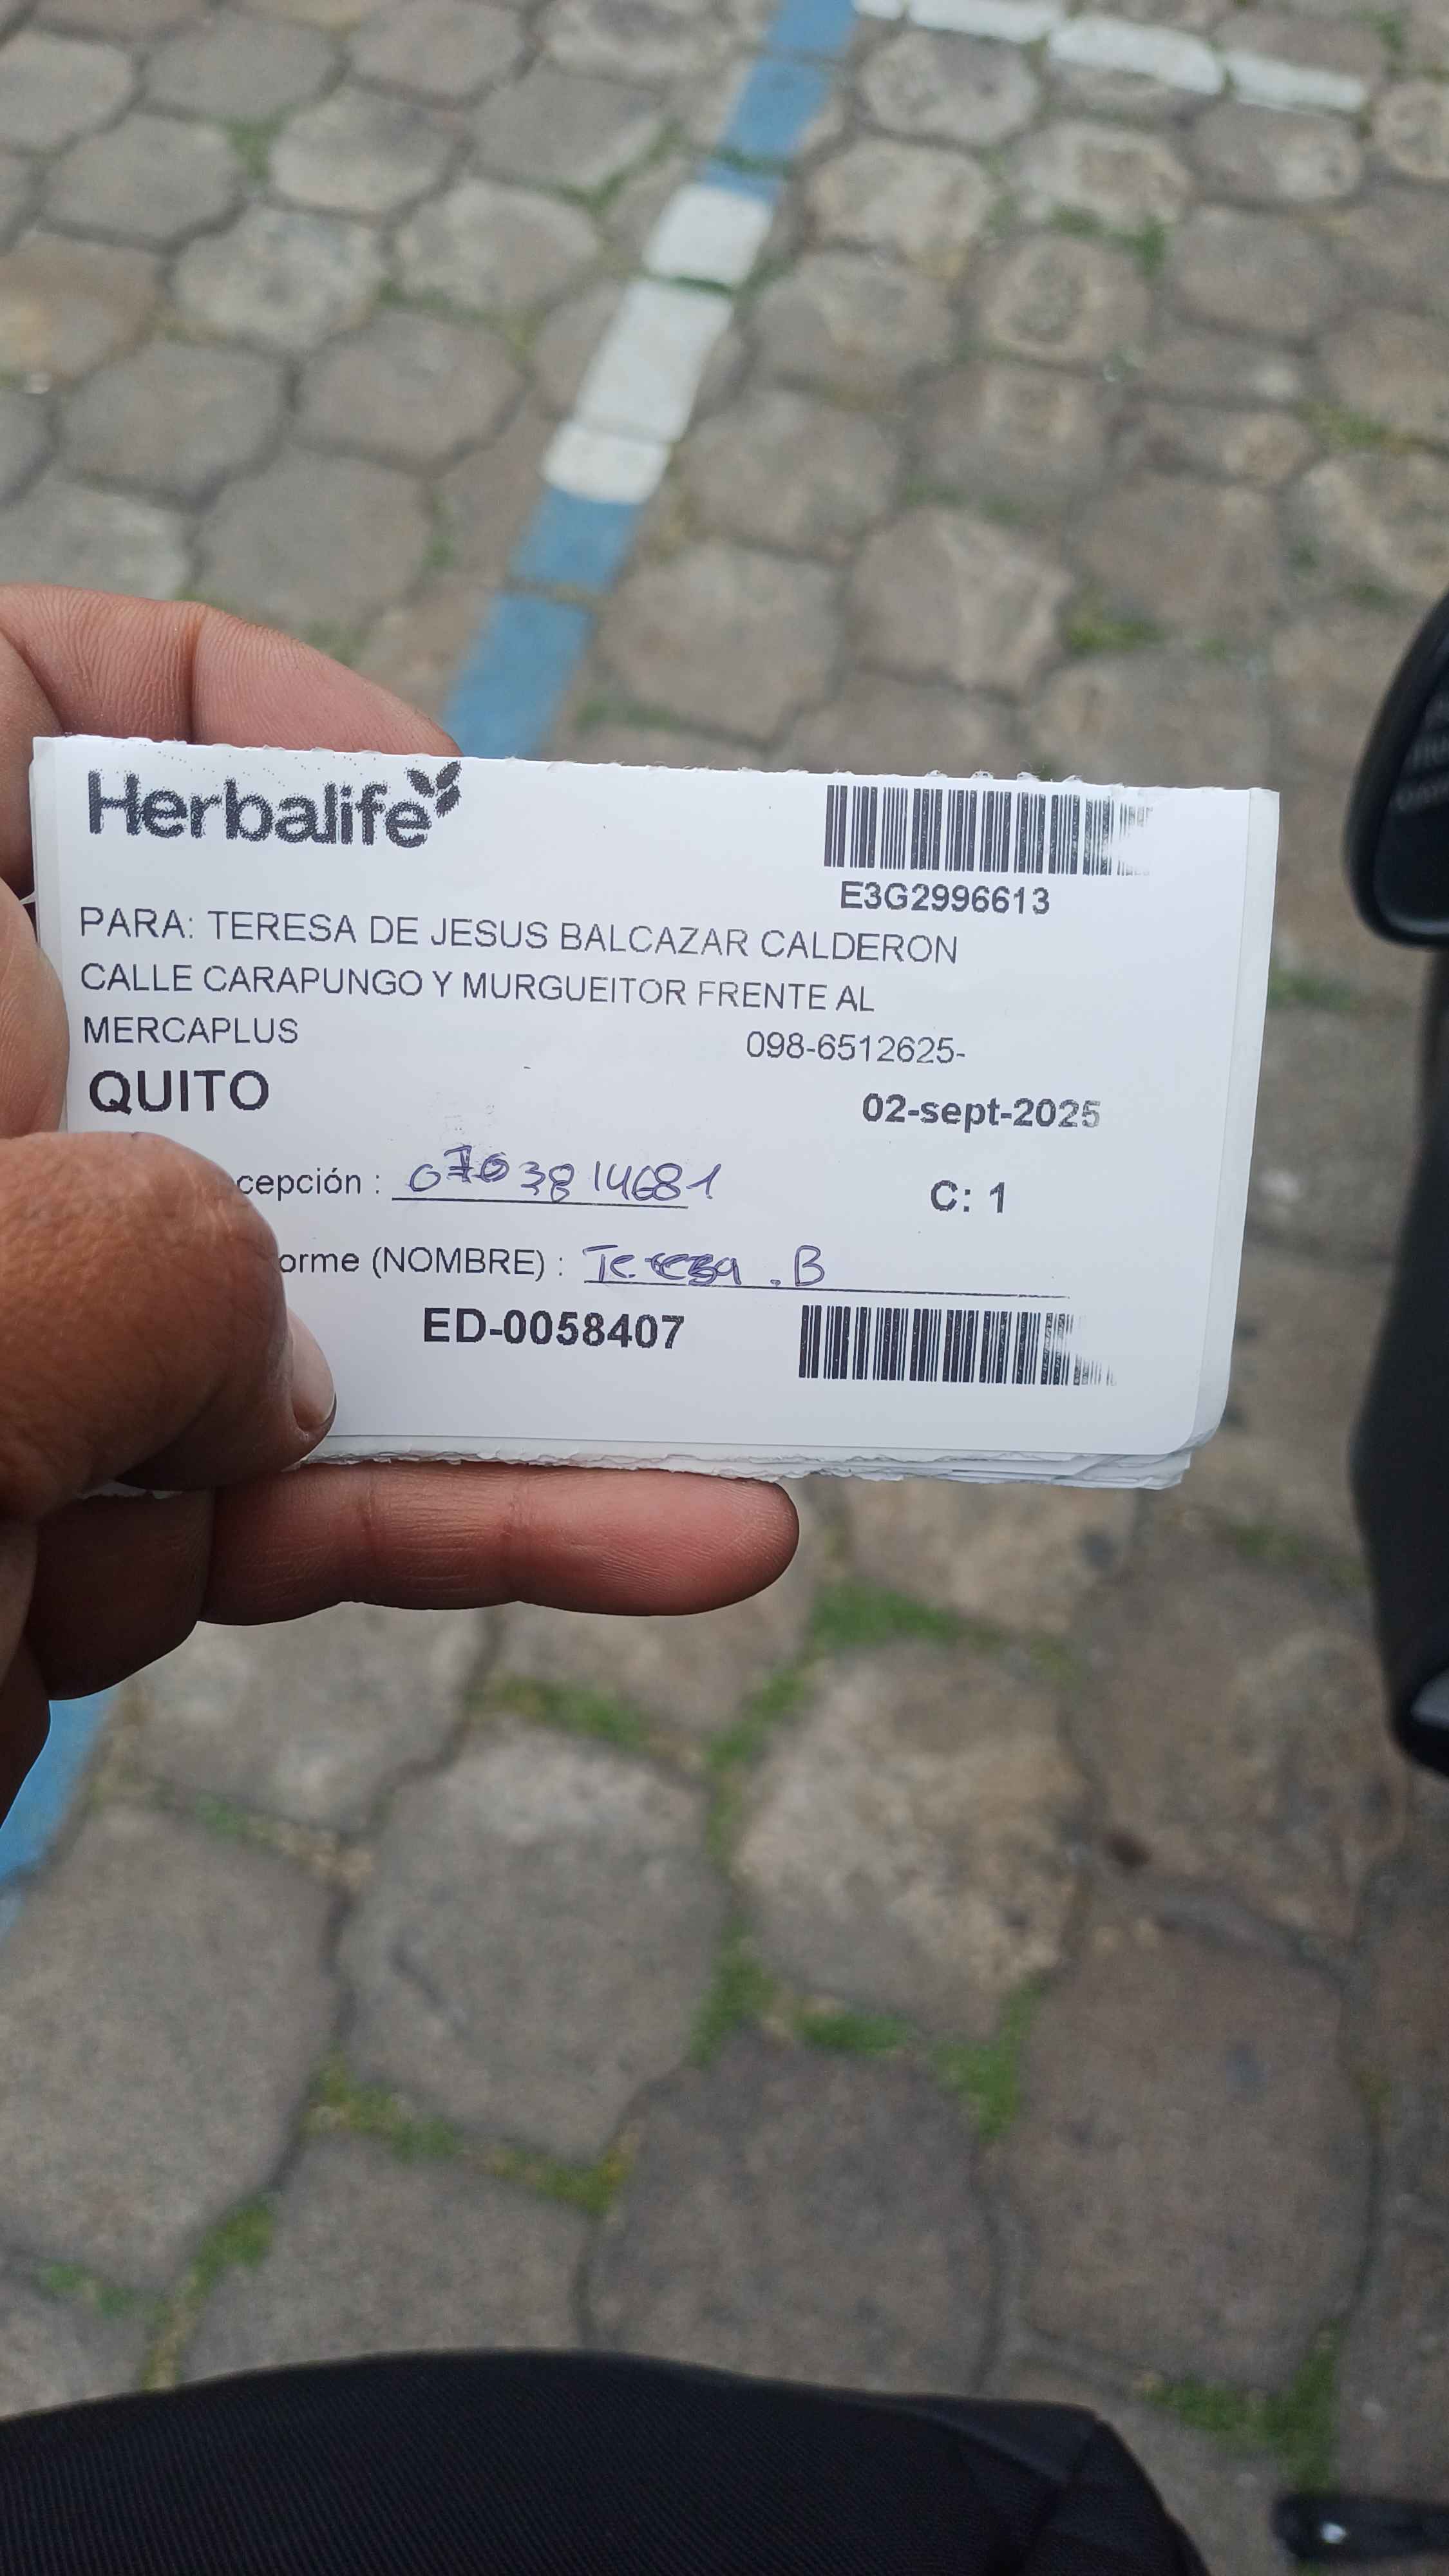 Herbalife
E3G2996613
PARA: TERESA DE JESUS BALCAZAR CALDERON
CALLE CARAPUNGO Y MURGUEITOR FRENTE AL
MERCAPLUS
098-6512625-
QUITO
02-sept-2025
cepción : 0703814681
C: 1
orme (NOMBRE) : Teresa .B
ED-0058407